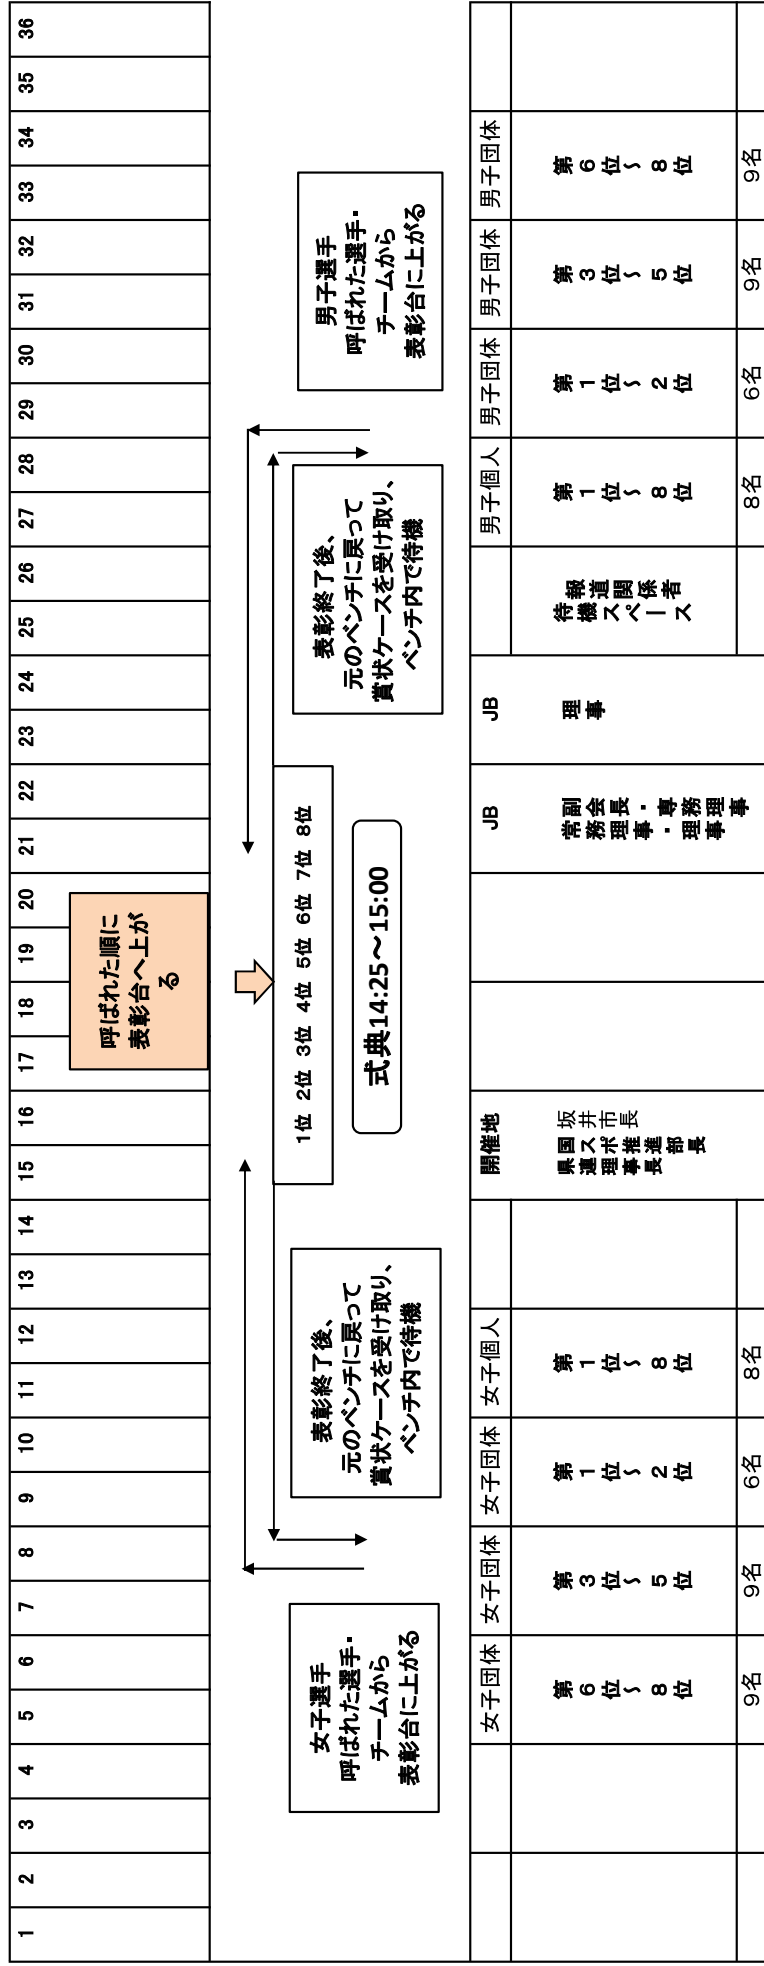 1 2 3 4 5 6 7 8 9 10 11 12 13 14 15 16 17 18 19 20 21 22 23 24 25 26 27 28 29 30 31 32 33 34 35 36
呼ばれた順に
表彰台へ上が
る
1位 2位 3位 4位 5位 6位 7位 8位
式典14:25～15:00
女子選手
呼ばれた選手・
チームから
表彰台に上がる
表彰終了後、
元のベンチに戻って
賞状ケースを受け取り、
ベンチ内で待機
表彰終了後、
元のベンチに戻って
賞状ケースを受け取り、
ベンチ内で待機
男子選手
呼ばれた選手・
チームから
表彰台に上がる
女子団体
第6位～8位
9名
女子団体
第3位～5位
9名
女子団体
第1位～2位
6名
女子個人
第1位～8位
8名
開催地
坂井市長
国スポ推進部長
県連理事長
JB
副会長・専務理事
常務理事・理事
JB
理事
報道関係者
待機スペース
男子個人
第1位～8位
8名
男子団体
第1位～2位
6名
男子団体
第3位～5位
9名
男子団体
第6位～8位
9名